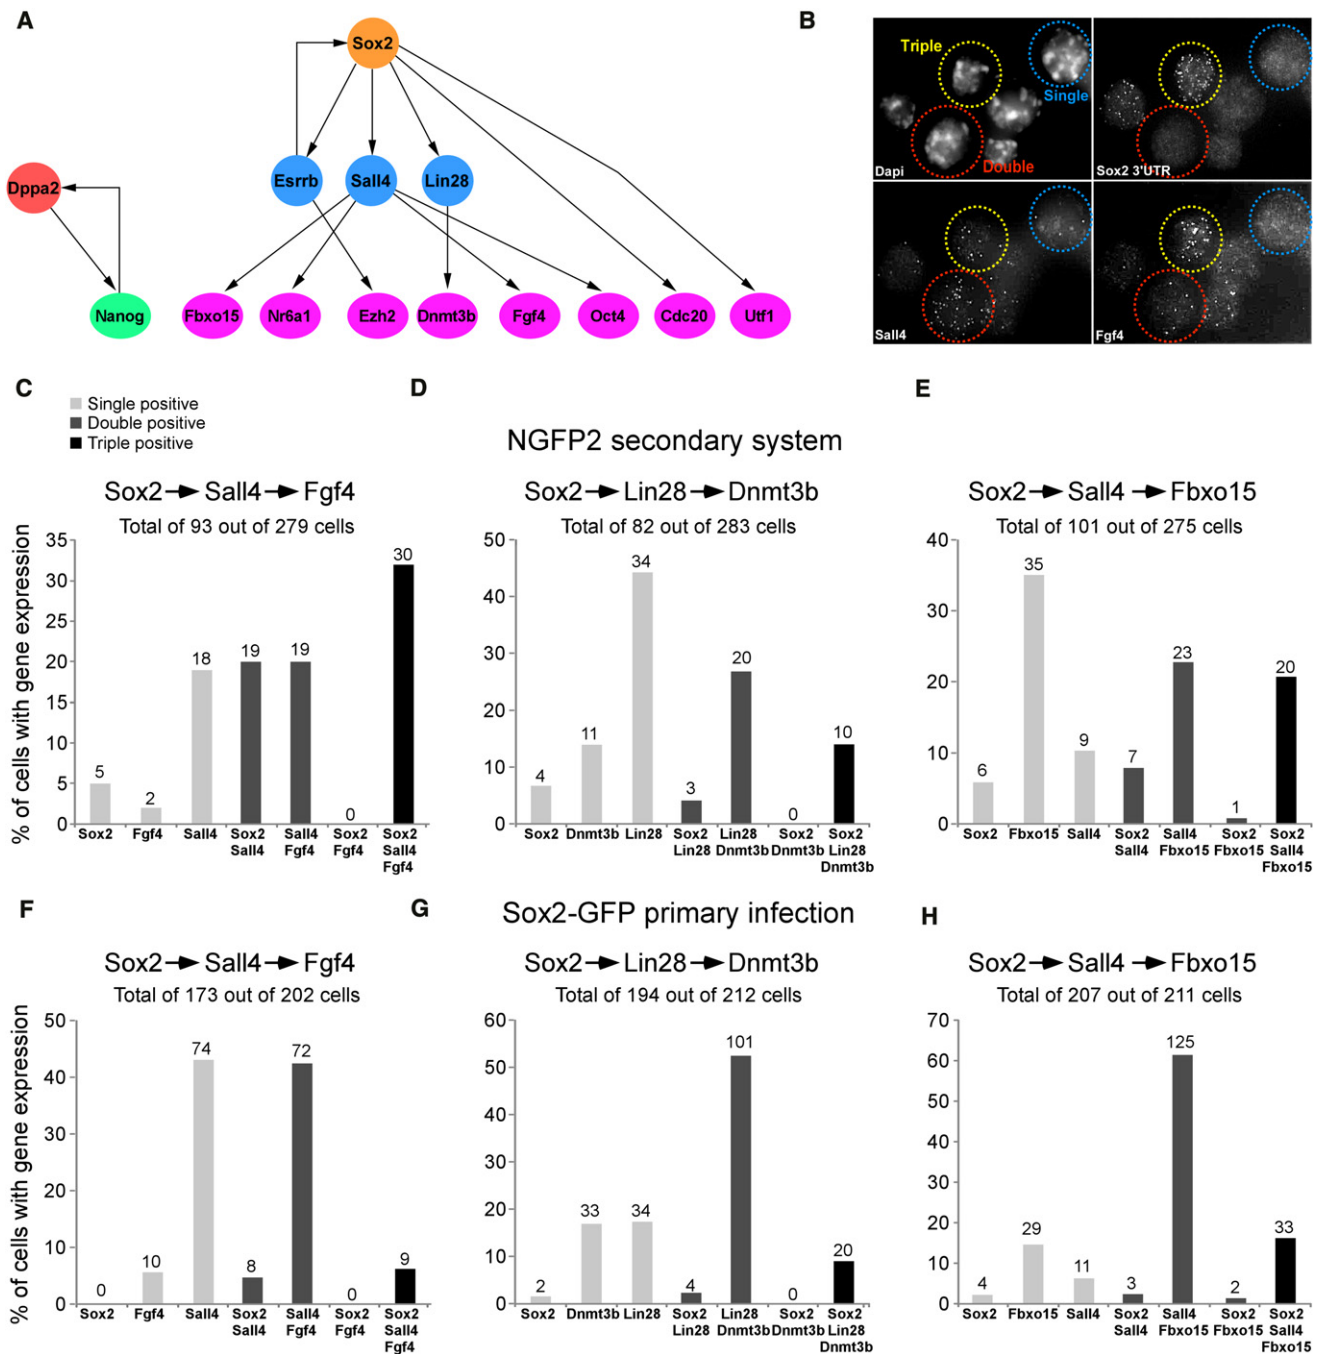 A
Sox2
Esrrb
Sall4
Lin28
Dppa2
Nanog
Fbxo15
Nr6a1
Ezh2
Dnmt3b
Fgf4
Oct4
Cdc20
Utf1
B
Triple
Single
Double
Dapi
Sox2 3'UTR
Sall4
Fgf4
C
Single positive
Double positive
Triple positive
D
E
NGFP2 secondary system
Sox2 → Sall4 → Fgf4
Total of 93 out of 279 cells
% of cells with gene expression
35
30
25
20
15
10
5
0
5
2
18
19
19
0
30
Sox2
Fgf4
Sall4
Sox2
Sall4
Sall4
Fgf4
Sox2
Fgf4
Sox2
Sall4
Fgf4
Sox2 → Lin28 → Dnmt3b
Total of 82 out of 283 cells
50
40
30
20
10
0
4
11
34
3
20
0
10
Sox2
Dnmt3b
Lin28
Sox2
Lin28
Lin28
Dnmt3b
Sox2
Dnmt3b
Sox2
Lin28
Dnmt3b
Sox2 → Sall4 → Fbxo15
Total of 101 out of 275 cells
40
30
20
10
0
6
35
9
7
23
1
20
Sox2
Fbxo15
Sall4
Sox2
Sall4
Sall4
Fbxo15
Sox2
Fbxo15
Sox2
Sall4
Fbxo15
F
G
H
Sox2-GFP primary infection
Sox2 → Sall4 → Fgf4
Total of 173 out of 202 cells
% of cells with gene expression
50
40
30
20
10
0
0
10
74
8
72
0
9
Sox2
Fgf4
Sall4
Sox2
Sall4
Sall4
Fgf4
Sox2
Fgf4
Sox2
Sall4
Fgf4
Sox2 → Lin28 → Dnmt3b
Total of 194 out of 212 cells
60
50
40
30
20
10
0
2
33
34
4
101
0
20
Sox2
Dnmt3b
Lin28
Sox2
Lin28
Lin28
Dnmt3b
Sox2
Dnmt3b
Sox2
Lin28
Dnmt3b
Sox2 → Sall4 → Fbxo15
Total of 207 out of 211 cells
70
60
50
40
30
20
10
0
4
29
11
3
125
2
33
Sox2
Fbxo15
Sall4
Sox2
Sall4
Sall4
Fbxo15
Sox2
Fbxo15
Sox2
Sall4
Fbxo15